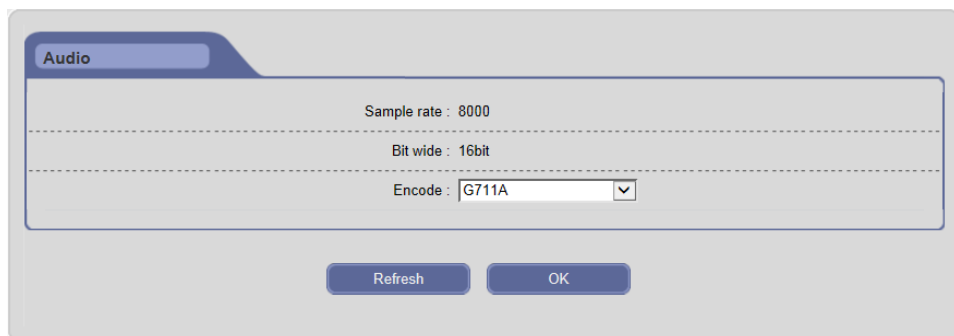 Audio
Sample rate : 8000
Bit wide : 16bit
Encode : G711A
Refresh OK